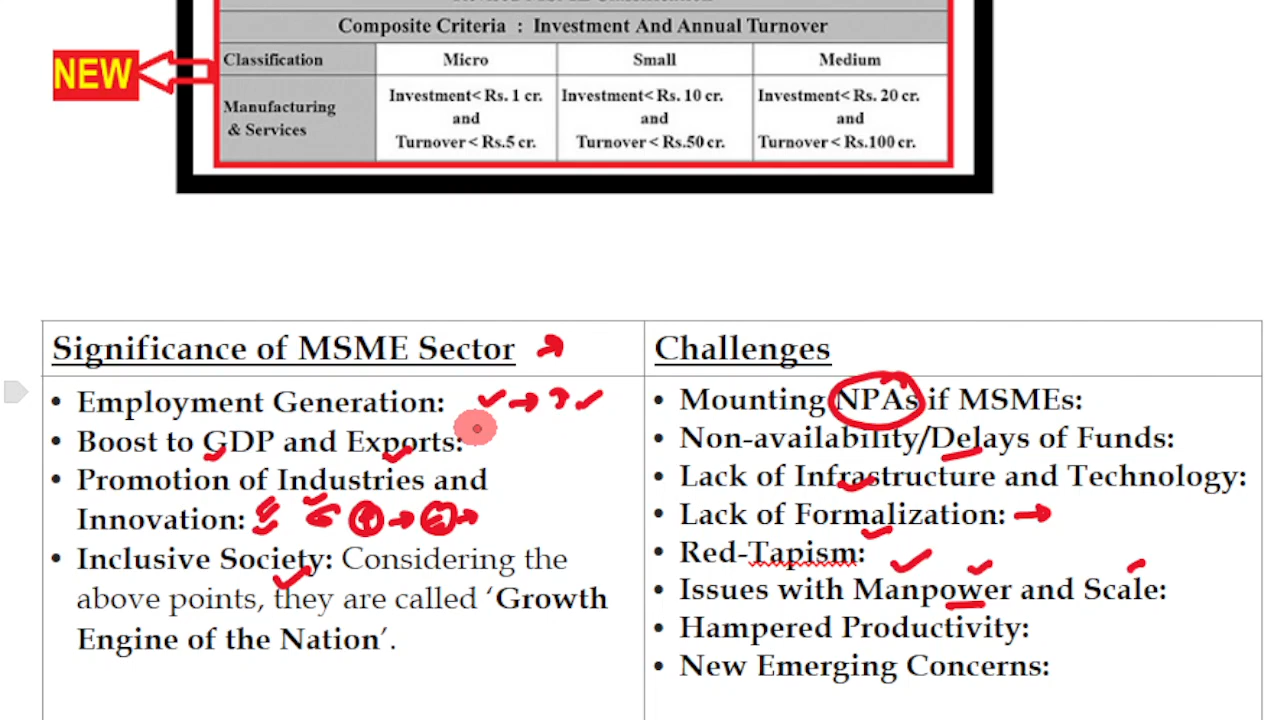 Composite Criteria : Investment And Annual Turnover
NEW
Classification Micro Small Medium
Manufacturing & Services
Investment< Rs. 1 cr. and Turnover < Rs.5 cr.
Investment< Rs. 10 cr. and Turnover < Rs.50 cr.
Investment< Rs. 20 cr. and Turnover < Rs.100 cr.
Significance of MSME Sector
• Employment Generation:
• Boost to GDP and Exports:
• Promotion of Industries and
Innovation:
• Inclusive Society: Considering the
above points, they are called ‘Growth
Engine of the Nation’.
Challenges
• Mounting NPAs if MSMEs:
• Non-availability/Delays of Funds:
• Lack of Infrastructure and Technology:
• Lack of Formalization:
• Red-Tapism:
• Issues with Manpower and Scale:
• Hampered Productivity:
• New Emerging Concerns: